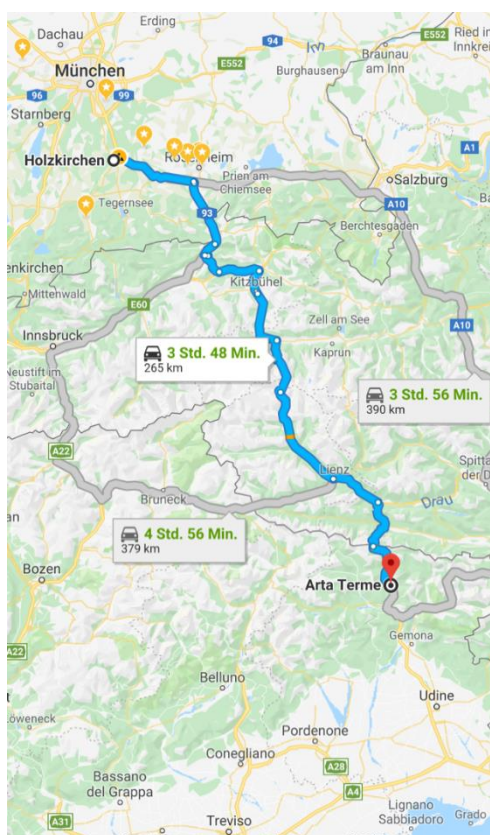 Erding
Dachau
E552
Ried im
Innkrei
94
Inn
München
E552
Braunau
am Inn
Burghausen
96
99
Starnberg
A1
Holzkirchen
Rosenheim
Prien am
Chiemsee
Salzburg
Tegernsee
93
A10
Berchtesgaden
enkirchen
Mittenwald
Kitzbühel
E60
Zell am See
Innsbruck
A10
3 Std. 48 Min.
265 km
Kaprun
Neustift im
Stubaital
3 Std. 56 Min.
390 km
A22
Lienz
Spitta
der D
Bruneck
Drau
4 Std. 56 Min.
379 km
Bozen
Arta Terme
Gemona
A22
Belluno
Udine
Pordenone
Conegliano
A28
Bassano
del Grappa
A4
A31
Treviso
Lignano
Sabbiadoro
Grado